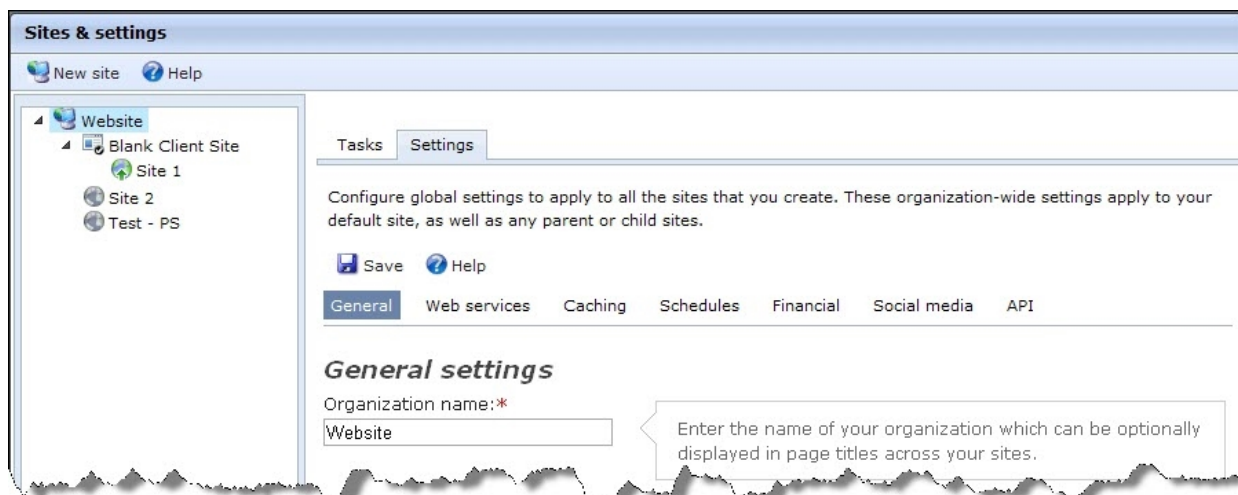 Sites & settings
New site Help
Website
Blank Client Site
Site 1
Site 2
Test - PS
Tasks Settings
Configure global settings to apply to all the sites that you create. These organization-wide settings apply to your
default site, as well as any parent or child sites.
Save Help
General Web services Caching Schedules Financial Social media API
General settings
Organization name:*
Website
Enter the name of your organization which can be optionally
displayed in page titles across your sites.